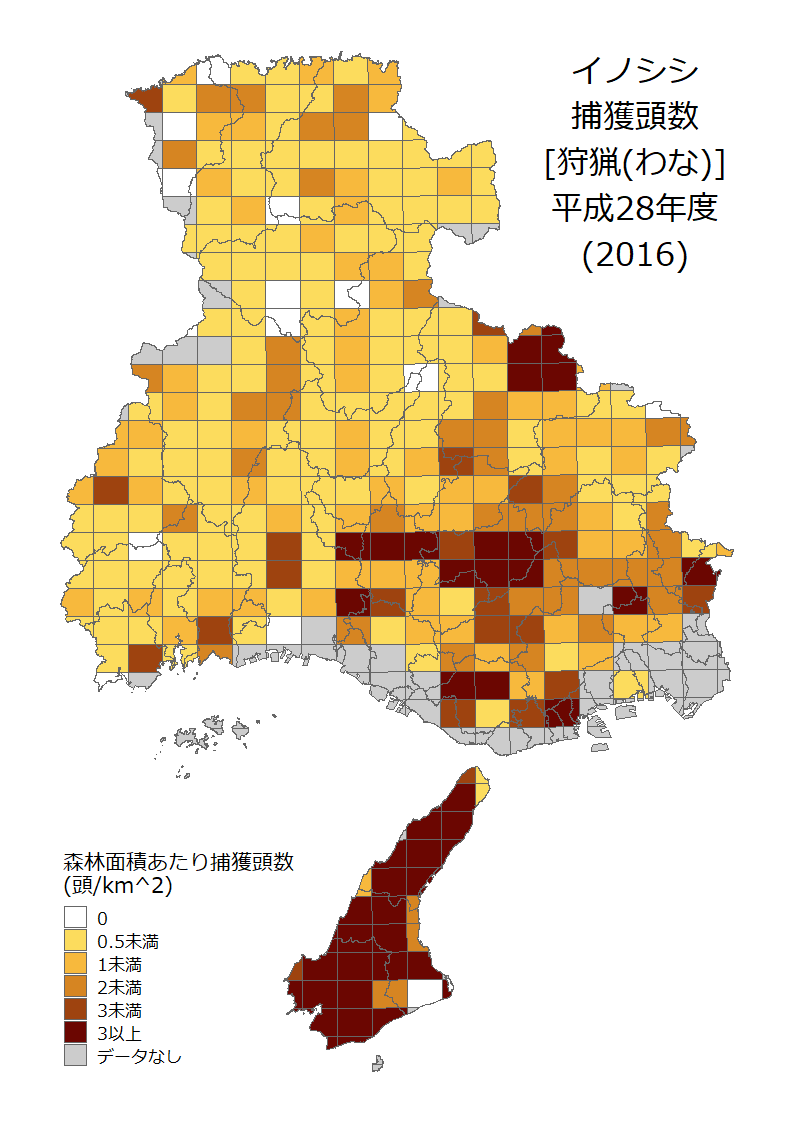 イノシシ
捕獲頭数
[狩猟(わな)]
平成28年度
(2016)
森林面積あたり捕獲頭数
(頭/km^2)
0
0.5未満
1未満
2未満
3未満
3以上
データなし